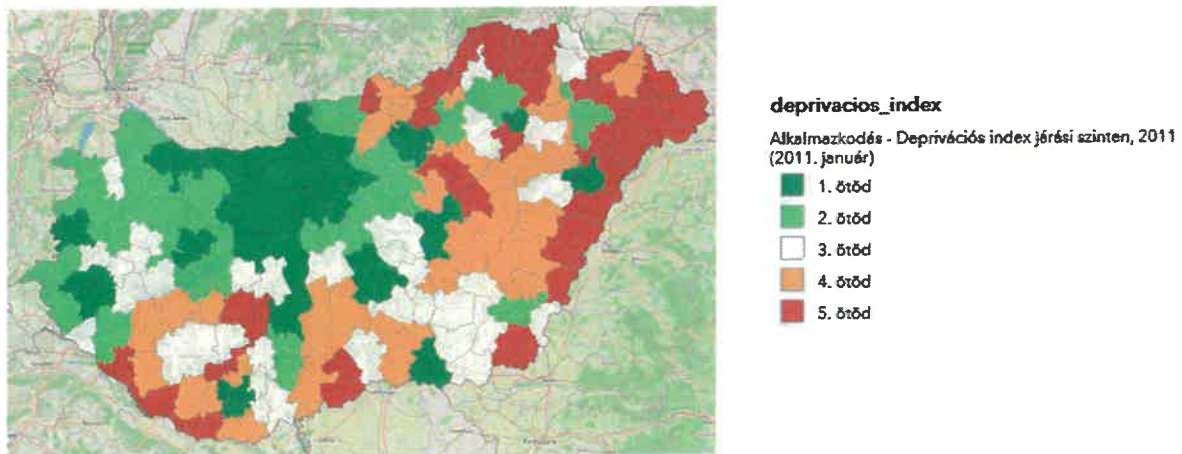 deprivacios_index
Alkalmazkodás - Deprivációs index járási szinten, 2011
(2011. január)
1. ötöd
2. ötöd
3. ötöd
4. ötöd
5. ötöd